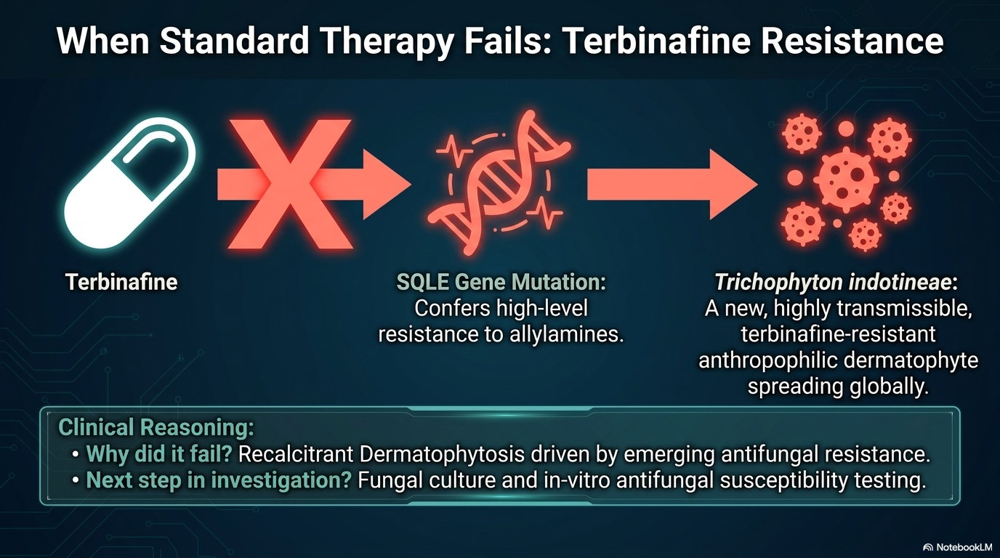 When Standard Therapy Fails: Terbinafine Resistance
Terbinafine
SQLE Gene Mutation:
Confers high-level
resistance to allylamines.
Trichophyton indotineae:
A new, highly transmissible,
terbinafine-resistant
anthropophilic dermatophyte
spreading globally.
Clinical Reasoning:
• Why did it fail? Recalcitrant Dermatophytosis driven by emerging antifungal resistance.
• Next step in investigation? Fungal culture and in-vitro antifungal susceptibility testing.
NotebookLM